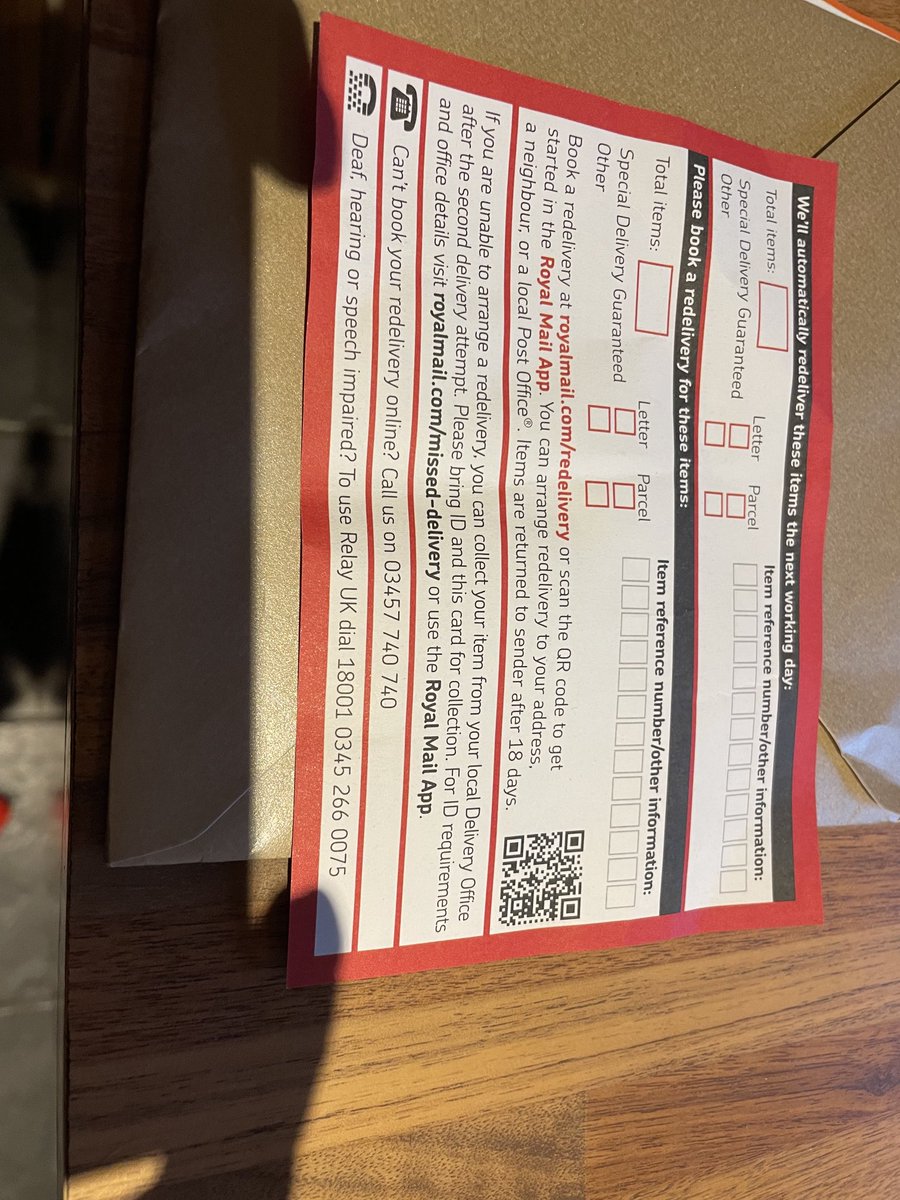 We'll automatically redeliver these items the next working day:
Total items:
Letter Parcel
Item reference number/other information:
Special Delivery Guaranteed
Other
Please book a redelivery for these items:
Total items:
Letter Parcel
Item reference number/other information:
Special Delivery Guaranteed
Other
Book a redelivery at royalmail.com/redelivery or scan the QR code to get
started in the Royal Mail App. You can arrange redelivery to your address,
a neighbour, or a local Post Office®. Items are returned to sender after 18 days.
If you are unable to arrange a redelivery, you can collect your item from your local Delivery Office
after the second delivery attempt. Please bring ID and this card for collection. For ID requirements
and office details visit royalmail.com/missed-delivery or use the Royal Mail App.
Can't book your redelivery online? Call us on 03457 740 740
Deaf, hearing or speech impaired? To use Relay UK dial 18001 0345 266 0075